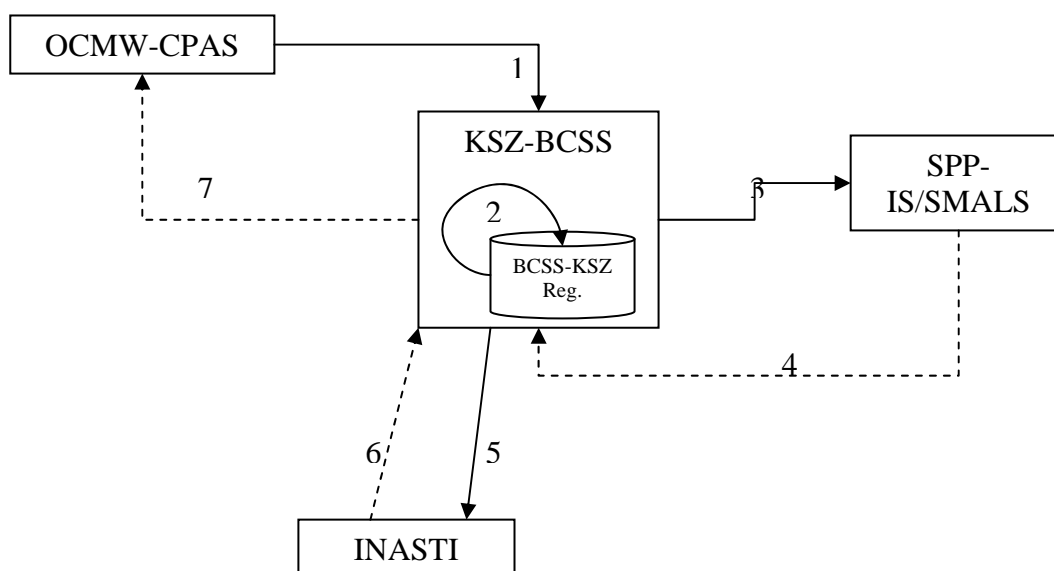 OCMW-CPAS
1
KSZ-BCSS
SPP-
IS/SMALS
7
2
3
BCSS-KSZ
Reg.
4
6
5
INASTI